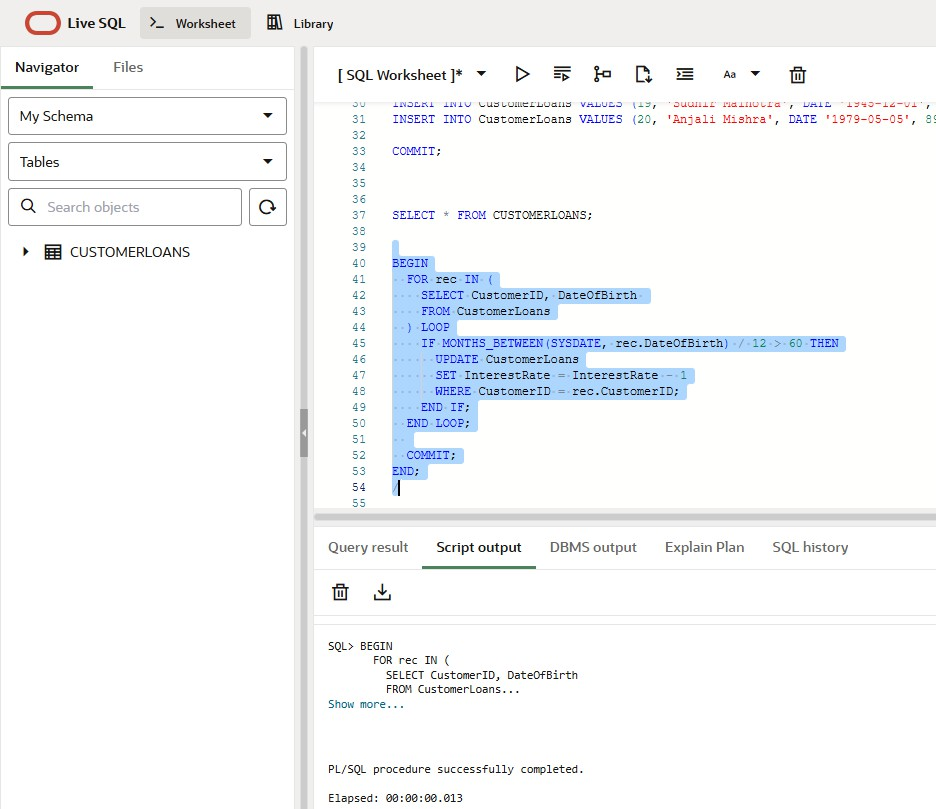 Live SQL
Worksheet
Library
Navigator
Files
My Schema
Tables
Search objects
CUSTOMERLOANS
[ SQL Worksheet ]*
Aa
30 INSERT INTO CustomerLoans VALUES (19, 'Sudhir Malhotra', DATE '1945-12-01',
31 INSERT INTO CustomerLoans VALUES (20, 'Anjali Mishra', DATE '1979-05-05', 89
32
33 COMMIT;
34
35
36
37 SELECT * FROM CUSTOMERLOANS;
38
39
40 BEGIN
41 FOR rec IN (
42 SELECT CustomerID, DateOfBirth
43 FROM CustomerLoans
44 ) LOOP
45 IF MONTHS_BETWEEN(SYSDATE, rec.DateOfBirth) / 12 > 60 THEN
46 UPDATE CustomerLoans
47 SET InterestRate = InterestRate - 1
48 WHERE CustomerID = rec.CustomerID;
49 END IF;
50 END LOOP;
51
52 COMMIT;
53 END;
54 /
55
Query result
Script output
DBMS output
Explain Plan
SQL history
SQL> BEGIN
FOR rec IN (
SELECT CustomerID, DateOfBirth
FROM CustomerLoans...
Show more...
PL/SQL procedure successfully completed.
Elapsed: 00:00:00.013